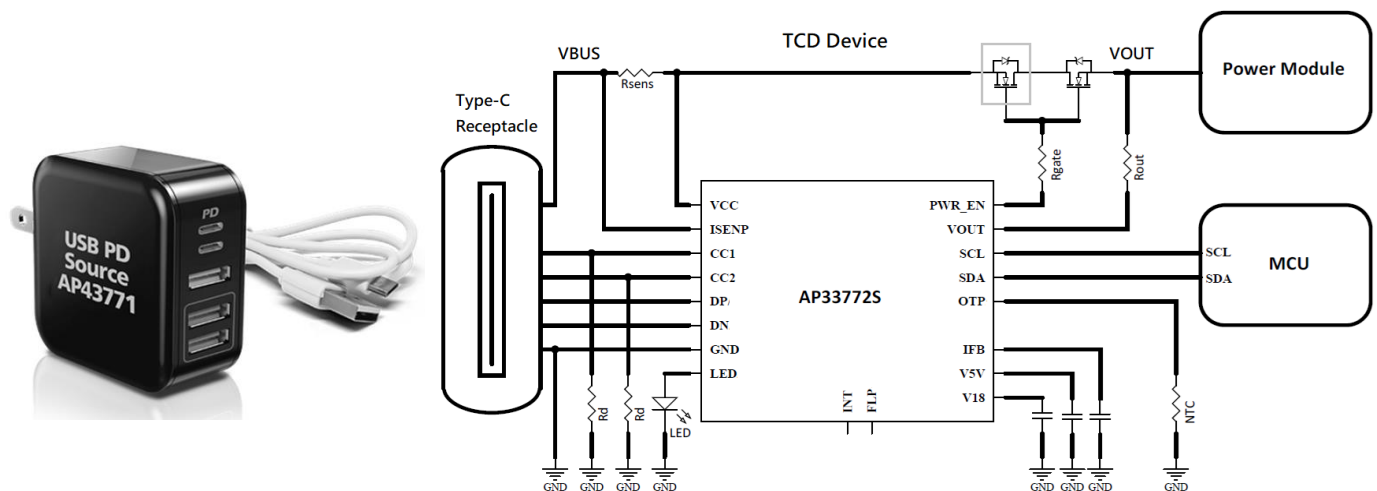 PD
USB PD
Source
AP43771
TCD Device
VBUS
VOUT
Rsens
Type-C
Receptacle
Power Module
Rgate
Rout
VCC
PWR_EN
ISENP
VOUT
CC1
SCL
SCL
CC2
SDA
SDA
MCU
DP/
OTP
AP33772S
DN
GND
IFB
LED
V5V
V18
INT
FLP
Rd
Rd
LED
NTC
GND
GND
GND
GND
GND
GND
GND
GND